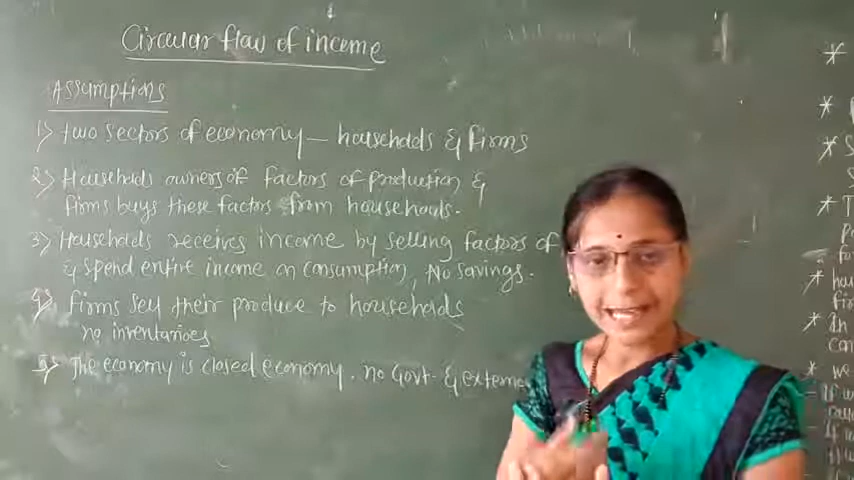 Circular flow of income
Assumptions
1) two sectors of economy — households & firms
2) Households owners of factors of production &
firms buys these factors from households.
3) Households receives income by selling factors of
& spend entire income on consumption, No savings.
4) firms sell their produce to households
no inventaries
5) The economy is closed economy. no Govt. &
*
*
*
*
*
*
*
we